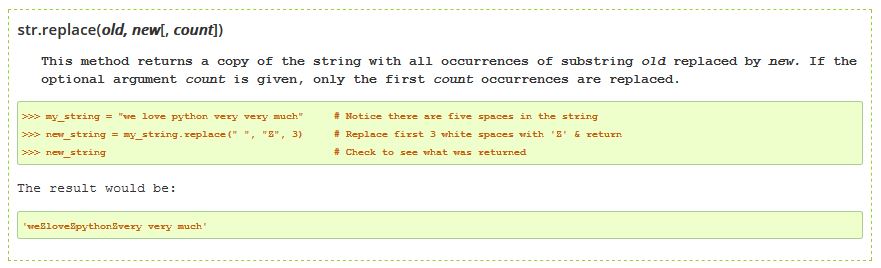 str.replace(old, new[, count])
This method returns a copy of the string with all occurrences of substring old replaced by new. If the
optional argument count is given, only the first count occurrences are replaced.
>>> my_string = "we love python very very much" # Notice there are five spaces in the string
>>> new_string = my_string.replace(" ", "Z", 3) # Replace first 3 white spaces with 'Z' & return
>>> new_string # Check to see what was returned
The result would be:
'weZloveZpythonZvery very much'